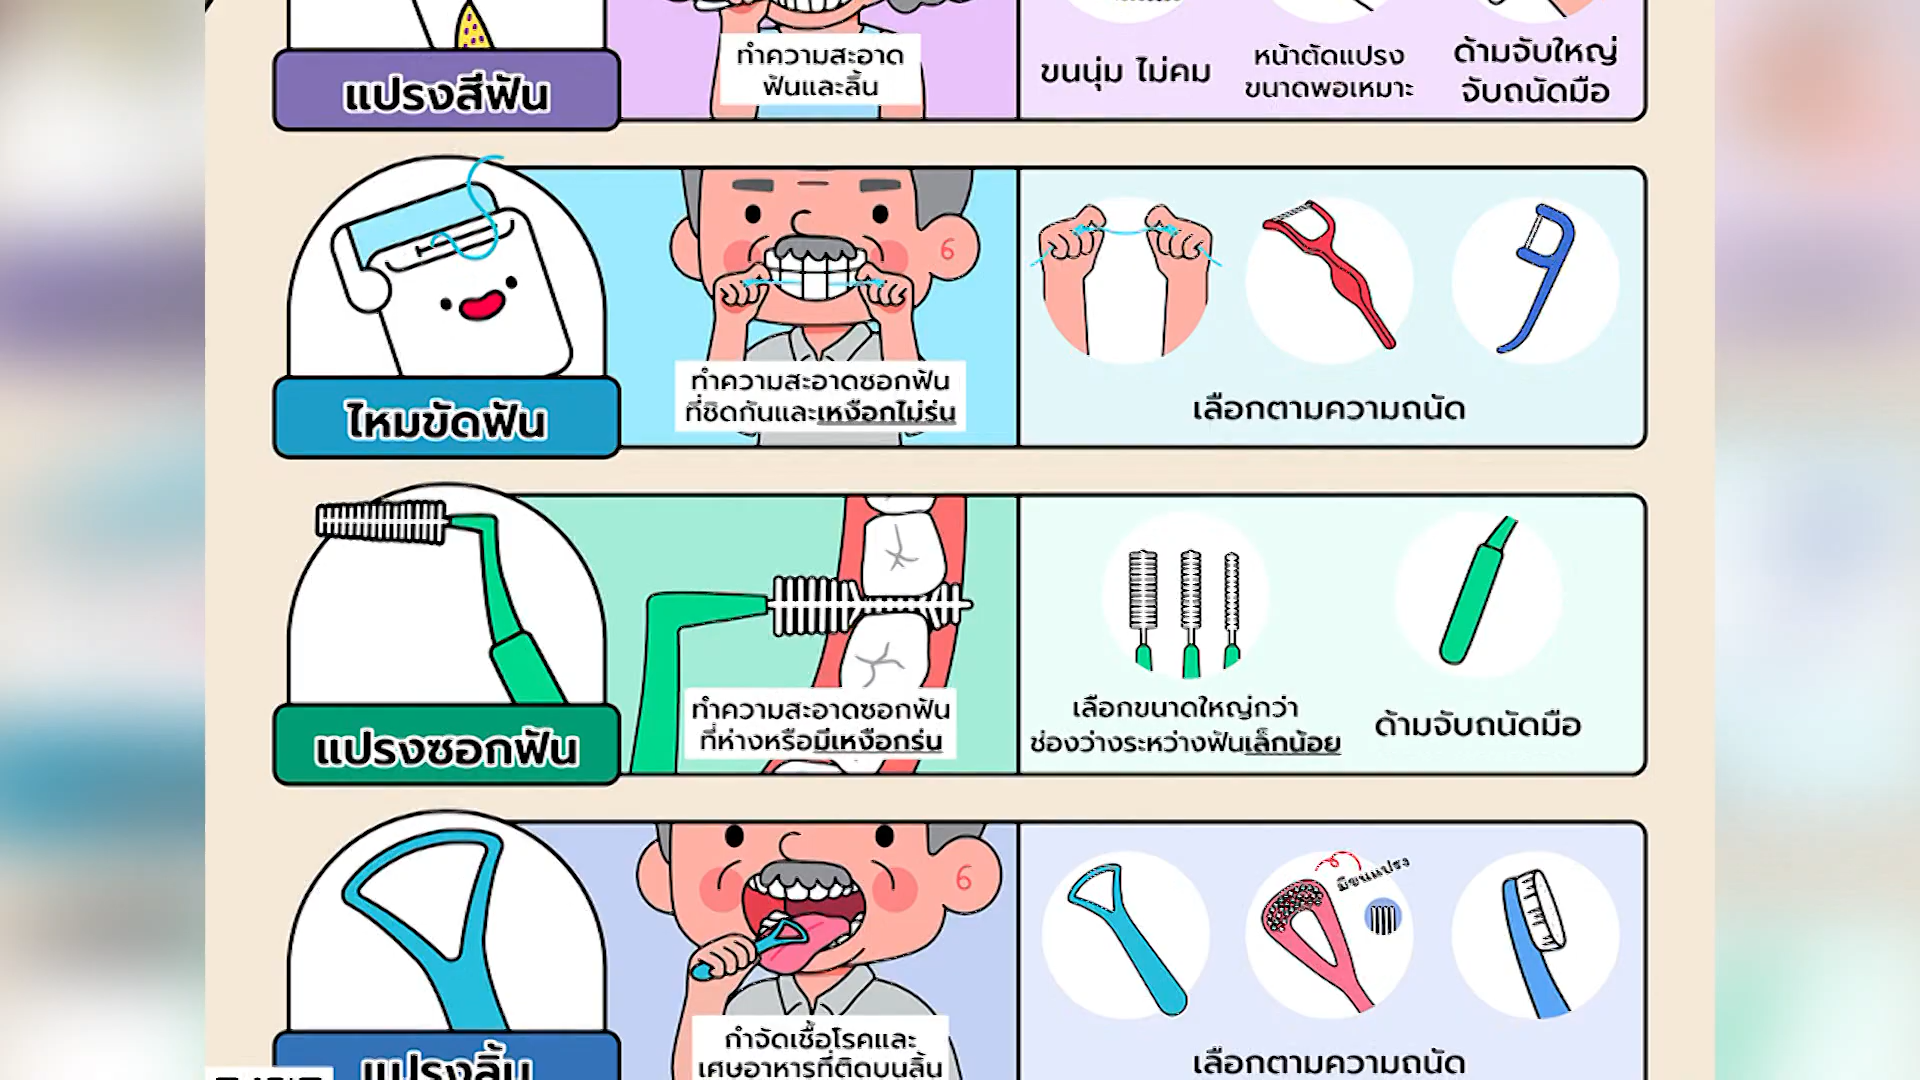 แปรงสีฟัน
ทำความสะอาด
ฟันและลิ้น
ขนนุ่ม ไม่คม
หน้าตัดแปรง
ขนาดพอเหมาะ
ด้ามจับใหญ่
จับถนัดมือ
ไหมขัดฟัน
ทำความสะอาดซอกฟัน
ที่ชิดกันและเหงือกไม่ร่น
เลือกตามความถนัด
แปรงซอกฟัน
ทำความสะอาดซอกฟัน
ที่ห่างหรือมีเหงือกร่น
เลือกขนาดใหญ่กว่า
ช่องว่างระหว่างฟันเล็กน้อย
ด้ามจับถนัดมือ
แปรงลิ้น
กำจัดเชื้อโรคและ
เศษอาหารที่ติดบนลิ้น
มีขนแปรง
เลือกตามความถนัด